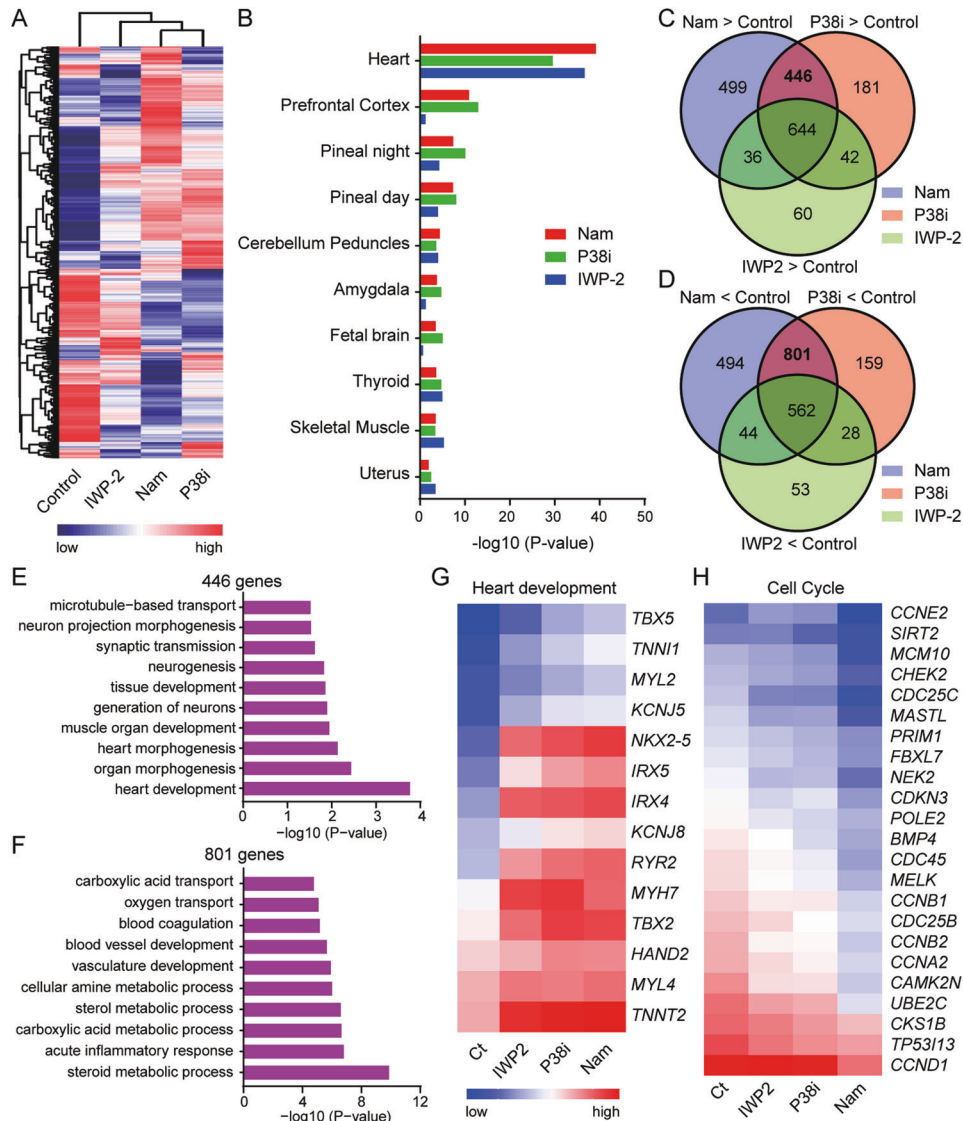 A
Control
IWP-2
Nam
P38i
low
high
B
Heart
Prefrontal Cortex
Pineal night
Pineal day
Cerebellum Peduncles
Amygdala
Fetal brain
Thyroid
Skeletal Muscle
Uterus
Nam
P38i
IWP-2
0 10 20 30 40 50
-log10 (P-value)
C
Nam > Control P38i > Control
499
446
181
644
36
42
60
IWP2 > Control
Nam
P38i
IWP-2
D
Nam < Control P38i < Control
494
801
159
562
44
28
53
IWP2 < Control
Nam
P38i
IWP-2
E
446 genes
microtubule-based transport
neuron projection morphogenesis
synaptic transmission
neurogenesis
tissue development
generation of neurons
muscle organ development
heart morphogenesis
organ morphogenesis
heart development
0 1 2 3 4
−log10 (P-value)
F
801 genes
carboxylic acid transport
oxygen transport
blood coagulation
blood vessel development
vasculature development
cellular amine metabolic process
sterol metabolic process
carboxylic acid metabolic process
acute inflammatory response
steroid metabolic process
0 4 8 12
−log10 (P-value)
G
Heart development
TBX5
TNNI1
MYL2
KCNJ5
NKX2-5
IRX5
IRX4
KCNJ8
RYR2
MYH7
TBX2
HAND2
MYL4
TNNT2
Ct
IWP2
P38i
Nam
low
high
H
Cell Cycle
CCNE2
SIRT2
MCM10
CHEK2
CDC25C
MASTL
PRIM1
FBXL7
NEK2
CDKN3
POLE2
BMP4
CDC45
MELK
CCNB1
CDC25B
CCNB2
CCNA2
CAMK2N
UBE2C
CKS1B
TP53I13
CCND1
Ct
IWP2
P38i
Nam